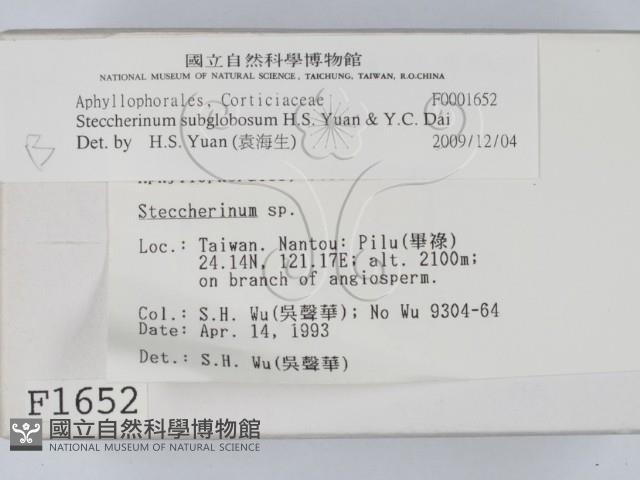 國立自然科學博物館
NATIONAL MUSEUM OF NATURAL SCIENCE, TAICHUNG, TAIWAN, R.O.CHINA
Aphyllophorales, Corticiaceae F0001652
Steccherinum subglobosum H.S. Yuan & Y.C. Dai
Det. by H.S. Yuan (袁海生) 2009/12/04
Steccherinum sp.
Loc.: Taiwan. Nantou: Pilu(畢祿)
24.14N, 121.17E; alt. 2100m;
on branch of angiosperm.
Col.: S.H. Wu(吳聲華); No Wu 9304-64
Date: Apr. 14, 1993
Det.: S.H. Wu(吳聲華)
F1652
國立自然科學博物館
NATIONAL MUSEUM OF NATURAL SCIENCE